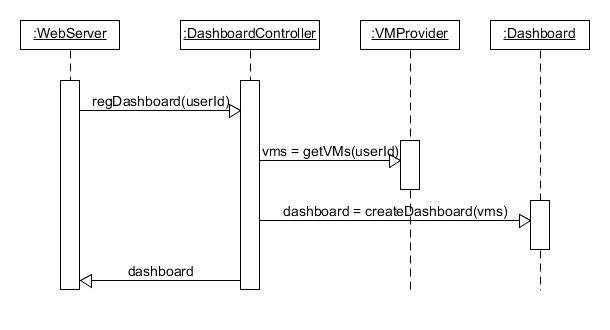 :WebServer
:DashboardController
:VMProvider
:Dashboard
regDashboard(userId)
vms = getVMs(userId)
dashboard = createDashboard(vms)
dashboard